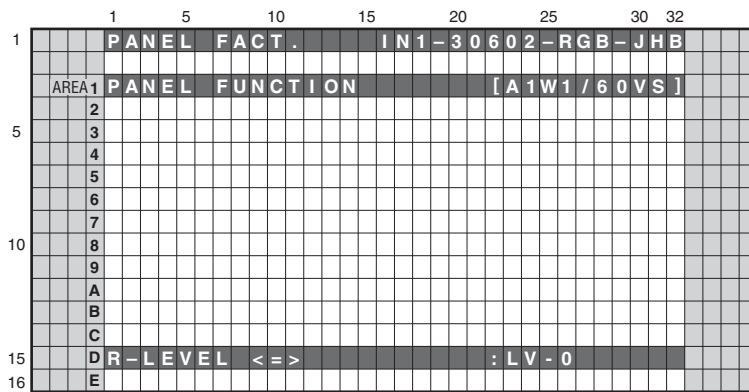 1 5 10 15 20 25 30 32
1 PANEL FACT. IN1–30602–RGB–JHB
AREA 1 PANEL FUNCTION [A1W1/60VS]
2
5 3
4
5
6
7
10 8
9
A
B
C
15 D R–LEVEL <=> :LV-0
16 E